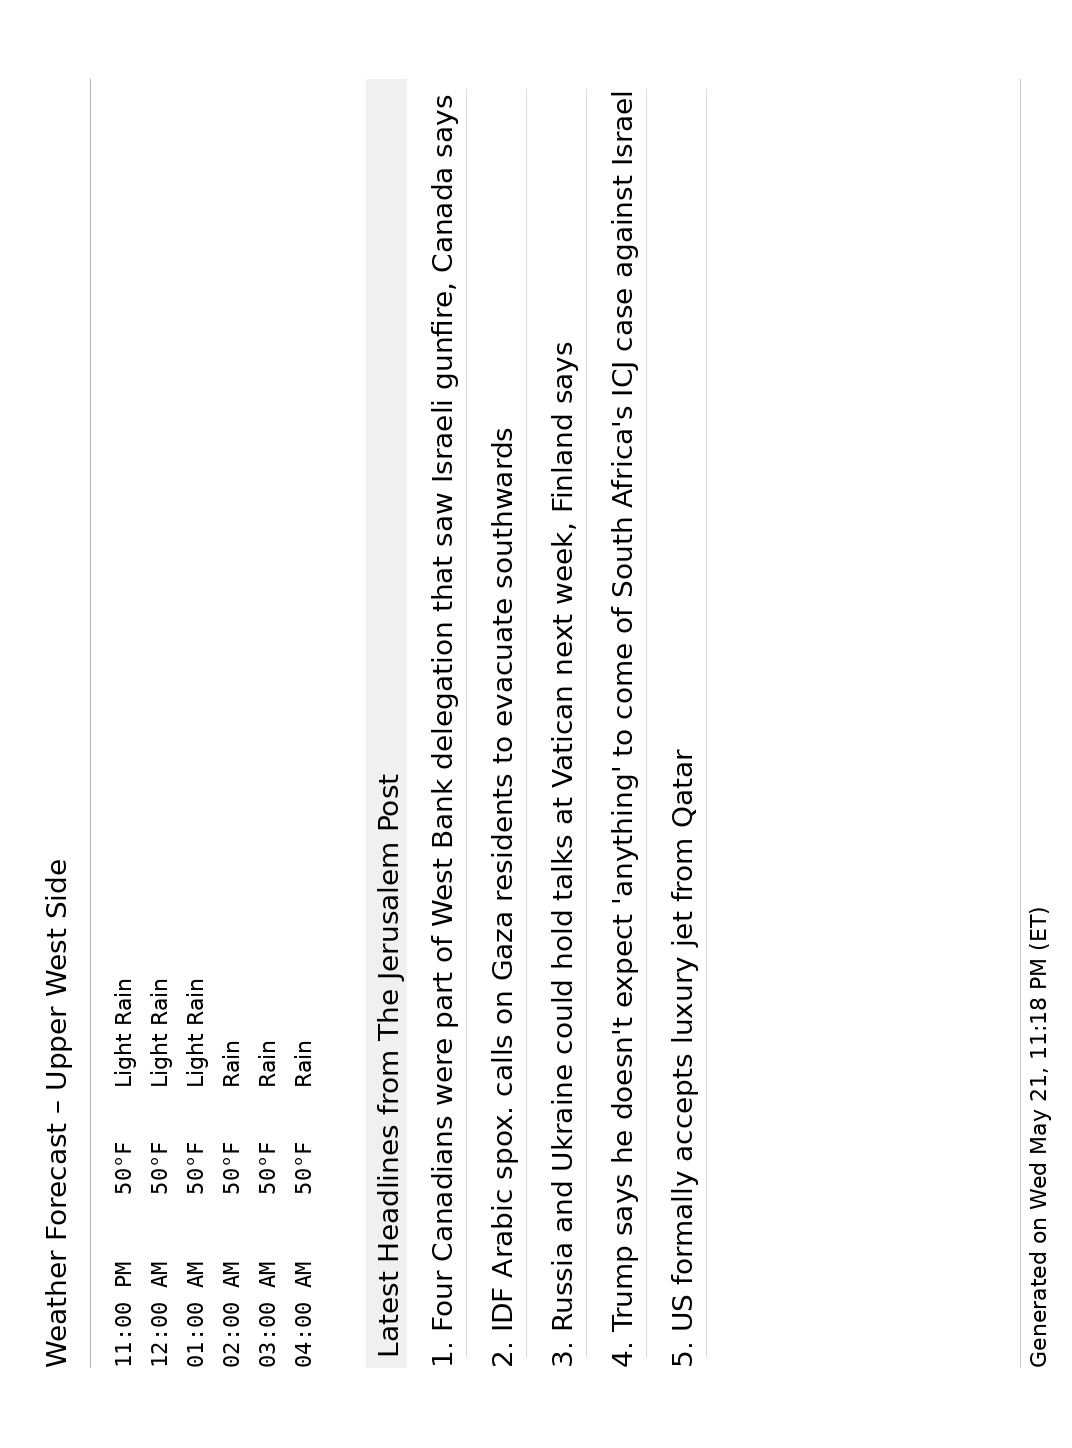 Weather Forecast – Upper West Side
11:00 PM 50°F Light Rain
12:00 AM 50°F Light Rain
01:00 AM 50°F Light Rain
02:00 AM 50°F Rain
03:00 AM 50°F Rain
04:00 AM 50°F Rain
Latest Headlines from The Jerusalem Post
1. Four Canadians were part of West Bank delegation that saw Israeli gunfire, Canada says
2. IDF Arabic spox. calls on Gaza residents to evacuate southwards
3. Russia and Ukraine could hold talks at Vatican next week, Finland says
4. Trump says he doesn't expect 'anything' to come of South Africa's ICJ case against Israel
5. US formally accepts luxury jet from Qatar
Generated on Wed May 21, 11:18 PM (ET)